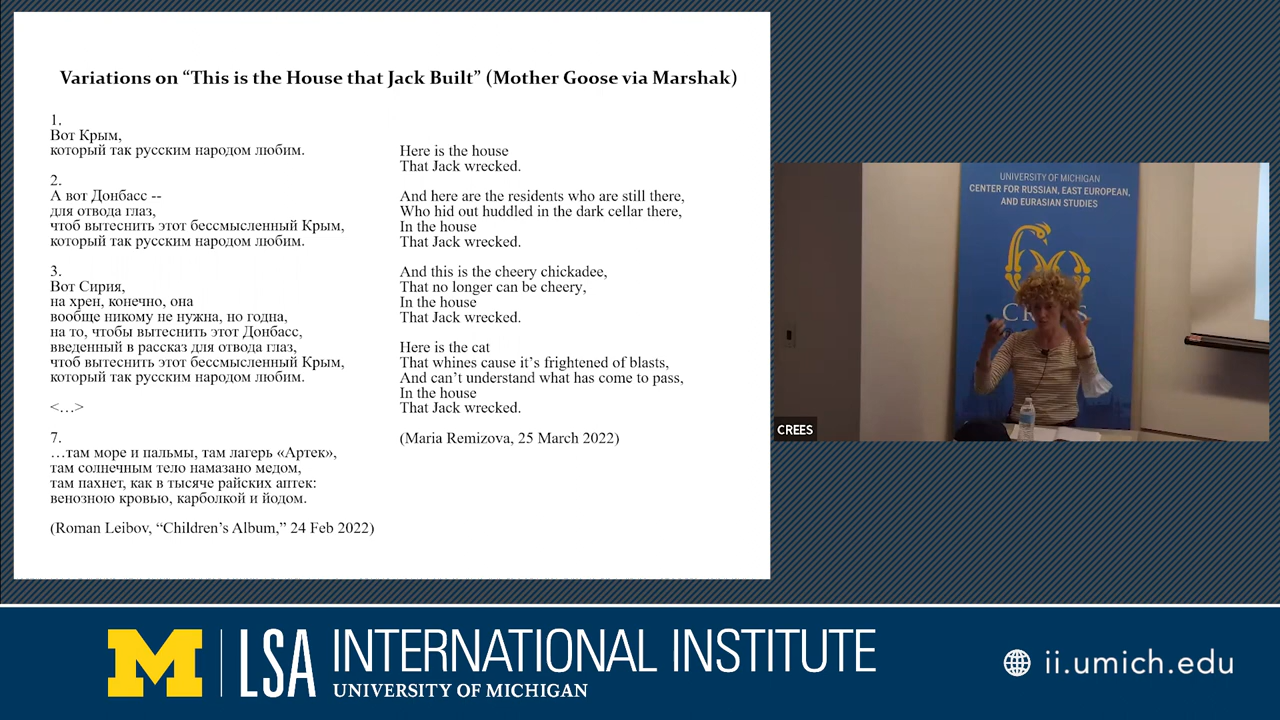 Variations on “This is the House that Jack Built” (Mother Goose via Marshak)
1.
Вот Крым,
который так русским народом любим.
2.
А вот Донбасс --
для отвода глаз,
чтоб вытеснить этот бессмысленный Крым,
который так русским народом любим.
3.
Вот Сирия,
на хрен, конечно, она
вообще никому не нужна, но годна,
на то, чтобы вытеснить этот Донбасс,
введенный в рассказ для отвода глаз,
чтоб вытеснить этот бессмысленный Крым,
который так русским народом любим.
<…>
7.
…там море и пальмы, там лагерь «Артек»,
там солнечным тело намазано медом,
там пахнет, как в тысяче райских аптек:
венозною кровью, карболкой и йодом.
(Roman Leibov, “Children’s Album,” 24 Feb 2022)
Here is the house
That Jack wrecked.
And here are the residents who are still there,
Who hid out huddled in the dark cellar there,
In the house
That Jack wrecked.
And this is the cheery chickadee,
That no longer can be cheery,
In the house
That Jack wrecked.
Here is the cat
That whines cause it’s frightened of blasts,
And can’t understand what has come to pass,
In the house
That Jack wrecked.
(Maria Remizova, 25 March 2022)
UNIVERSITY OF MICHIGAN
CENTER FOR RUSSIAN, EAST EUROPEAN,
AND EURASIAN STUDIES
60
CREES
M LSA INTERNATIONAL INSTITUTE
UNIVERSITY OF MICHIGAN
ii.umich.edu